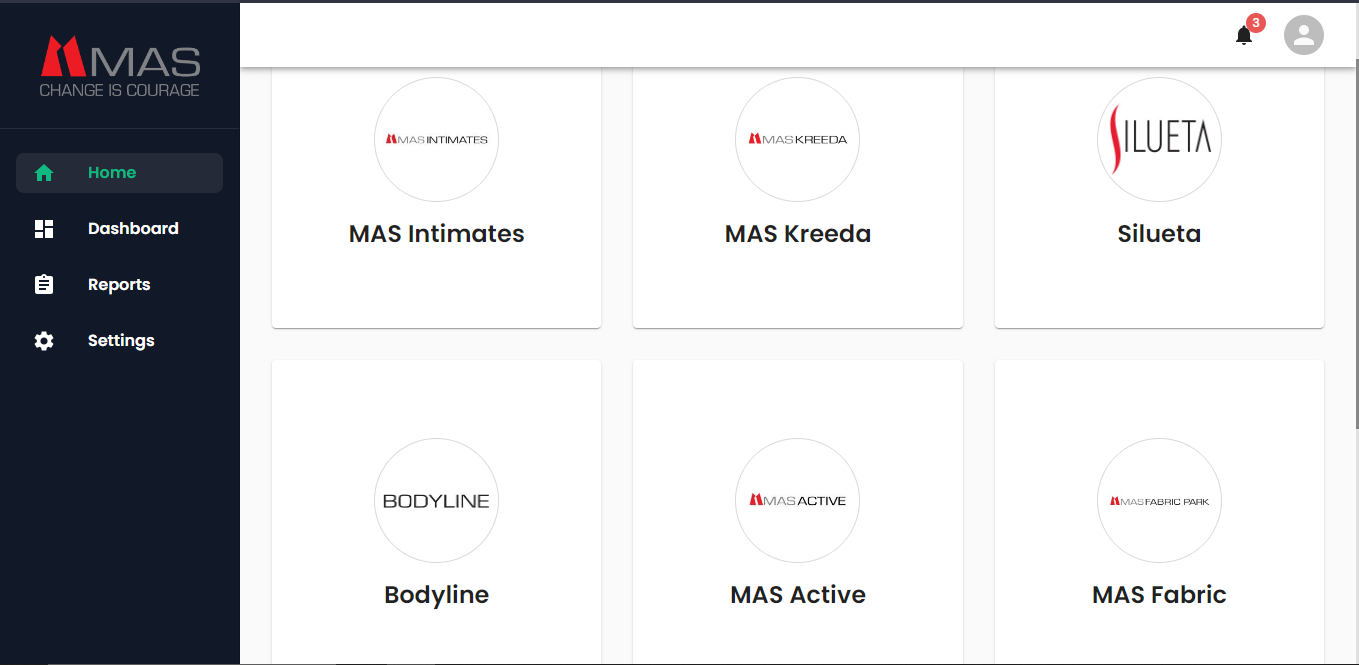 MAS
CHANGE IS COURAGE
3
Home
Dashboard
Reports
Settings
MAS INTIMATES
MAS Intimates
MAS KREEDA
MAS Kreeda
SILUETA
Silueta
BODYLINE
Bodyline
MAS ACTIVE
MAS Active
MAS FABRIC PARK
MAS Fabric